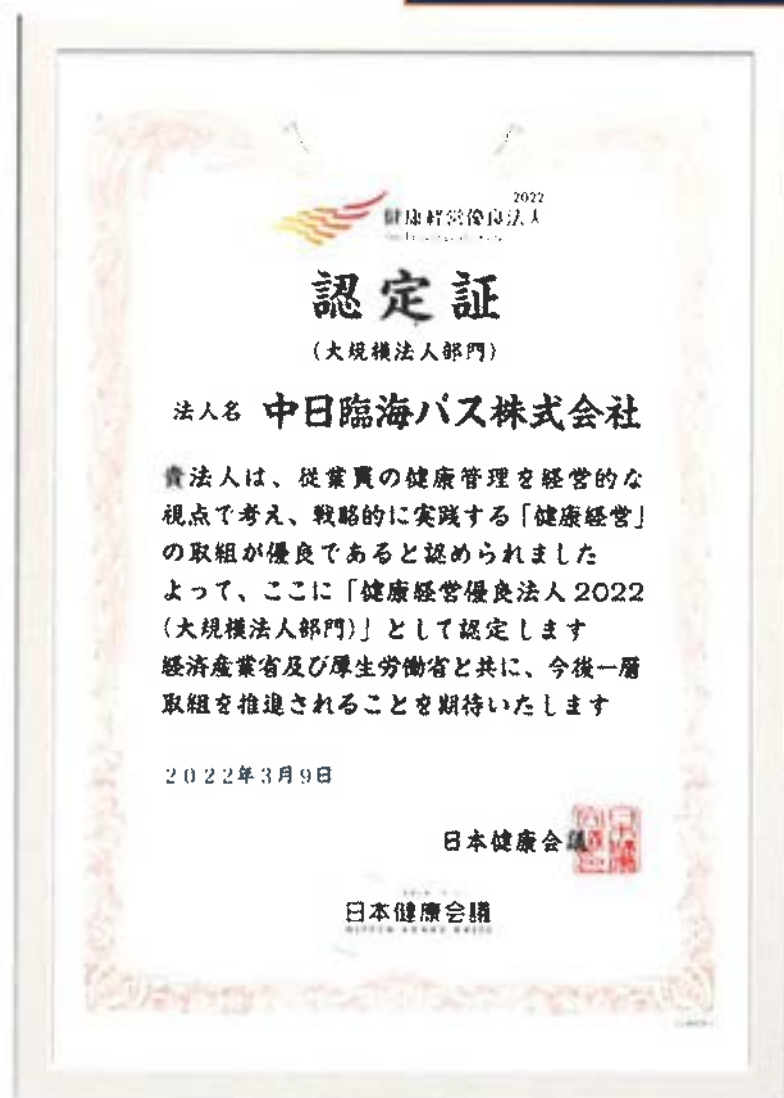 2022
健康経営優良法人
認定証
(大規模法人部門)
法人名 中日臨海バス株式会社
貴法人は、従業員の健康管理を経営的な
視点で考え、戦略的に実践する「健康経営」
の取組が優良であると認められました
よって、ここに「健康経営優良法人2022
(大規模法人部門)」として認定します
経済産業省及び厚生労働省と共に、今後一層
取組を推進されることを期待いたします
2022年3月9日
日本健康会議
日本健康会議
NIPPON KENKO KAIGI